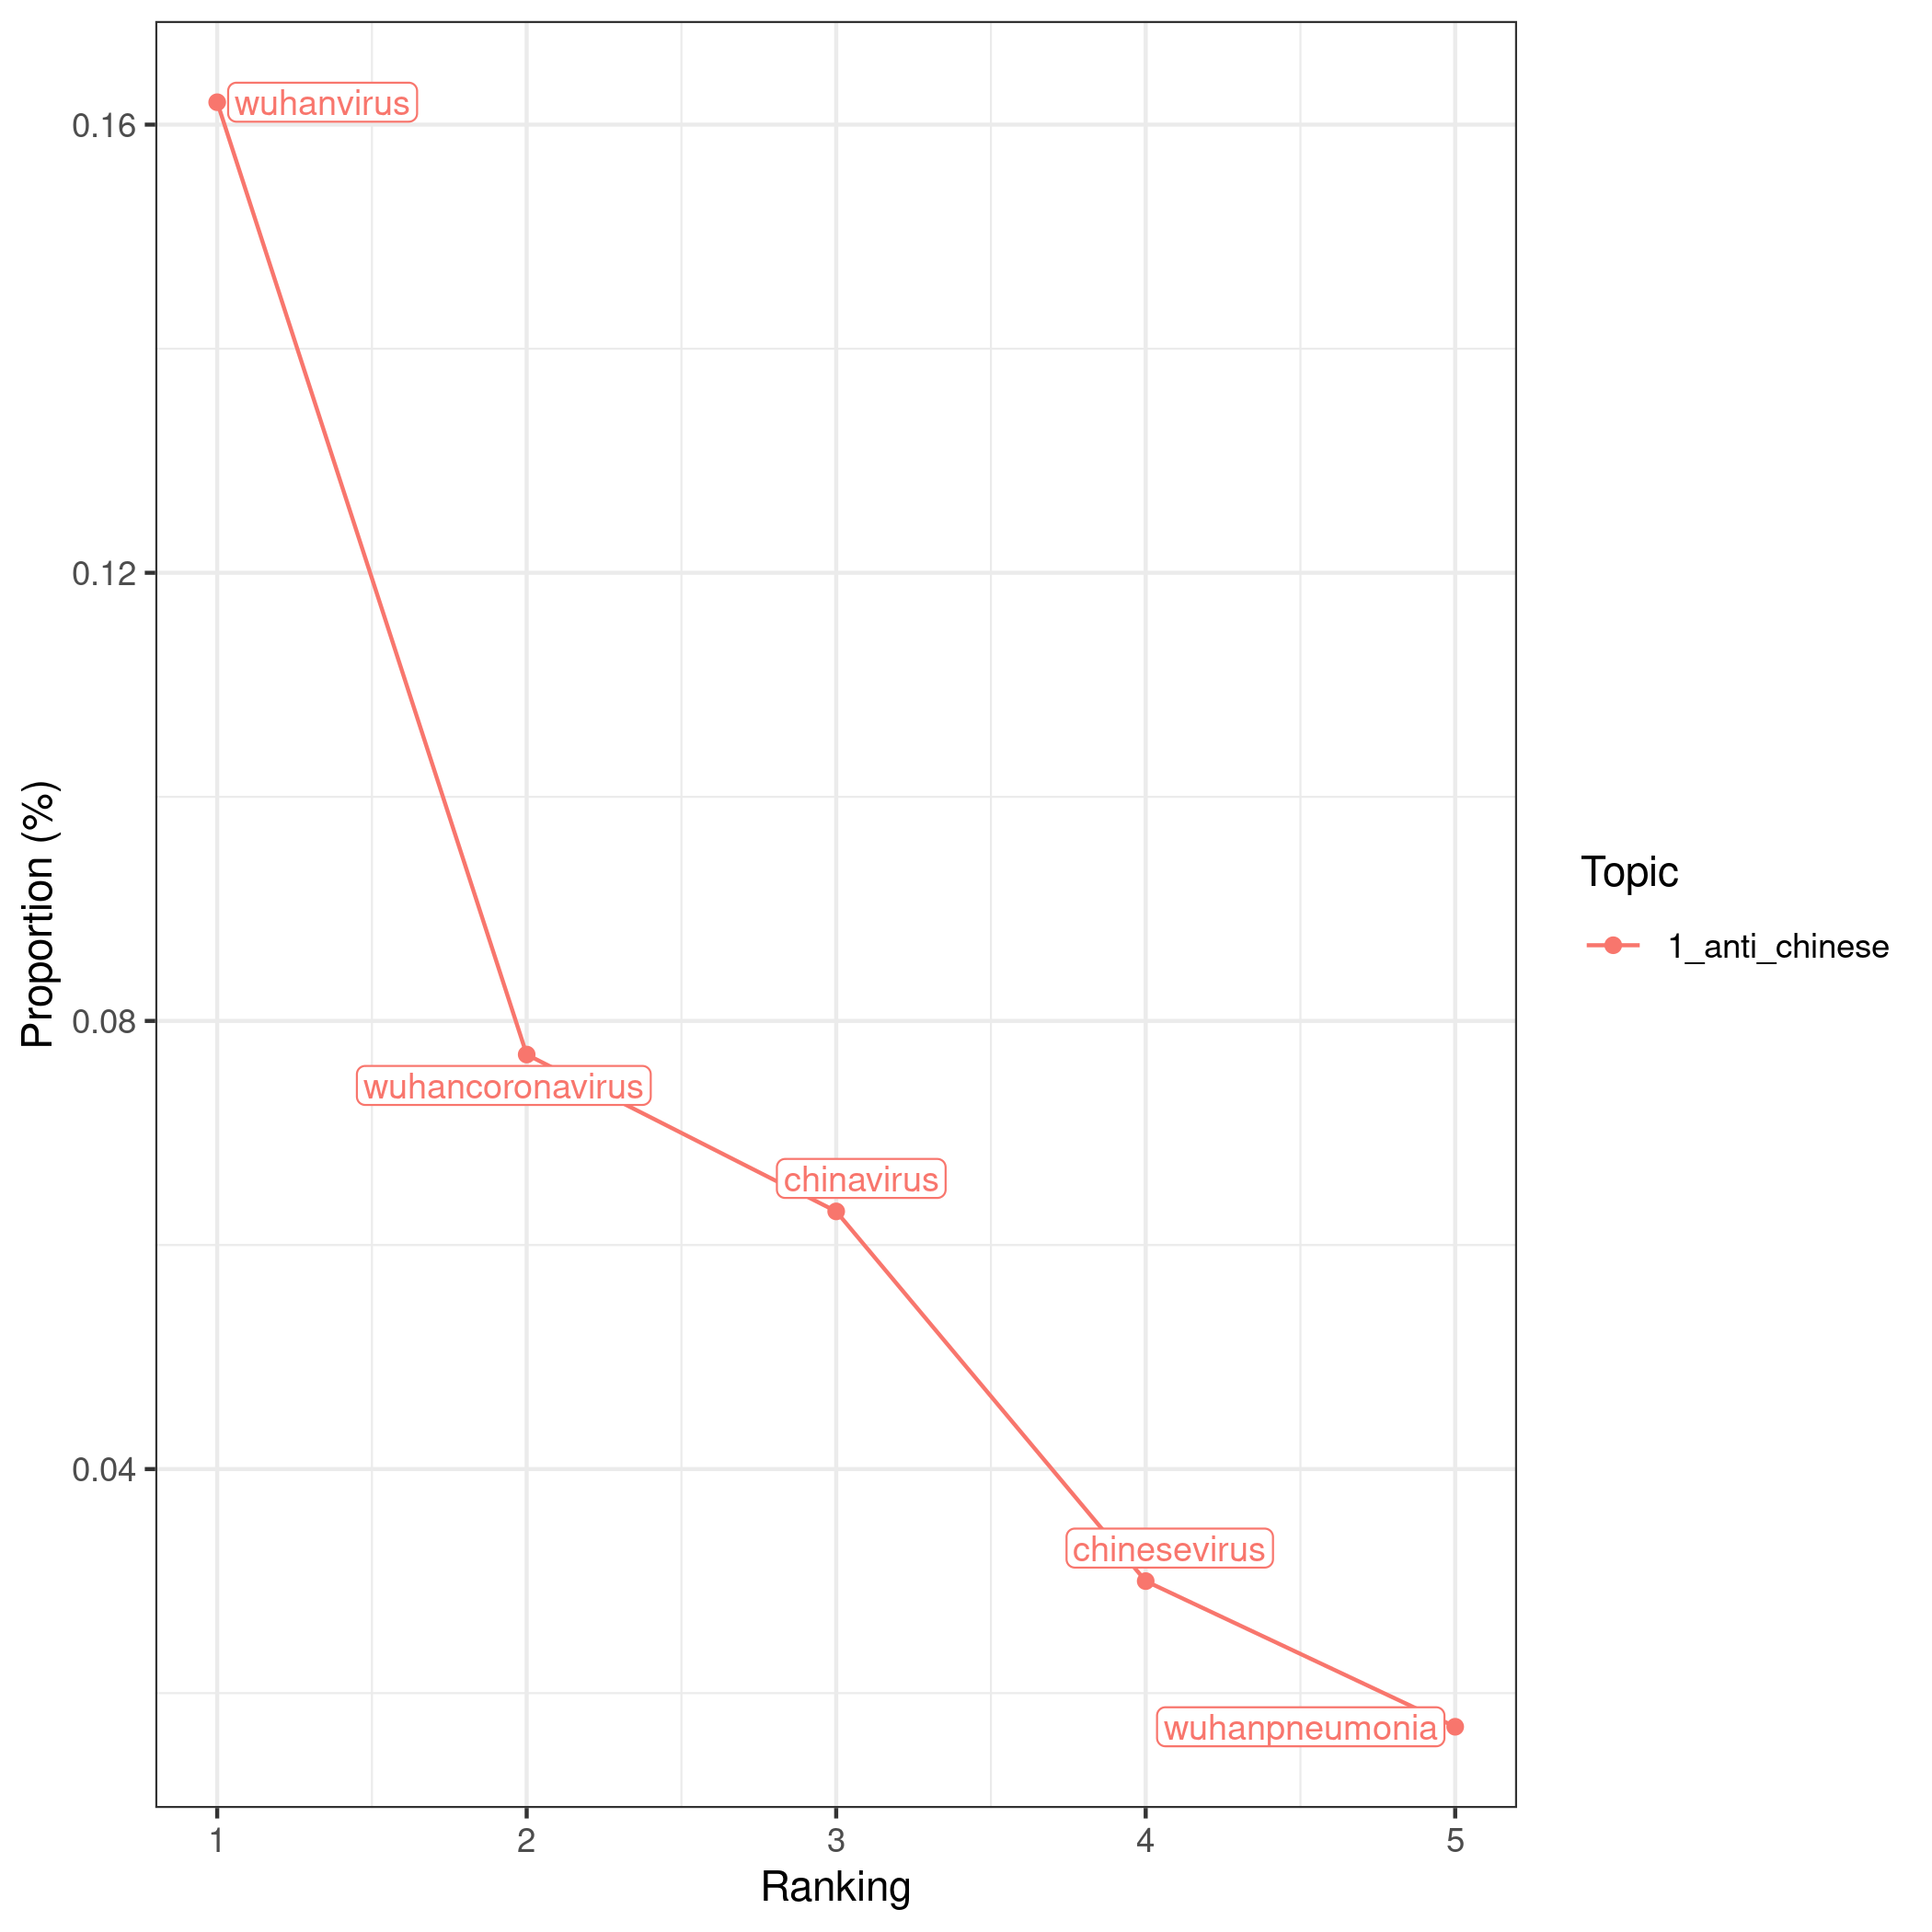 Proportion (%)
0.16
0.12
0.08
0.04
wuhanvirus
wuhancoronavirus
chinavirus
chinesevirus
wuhanpneumonia
1
2
3
4
5
Ranking
Topic
1_anti_chinese